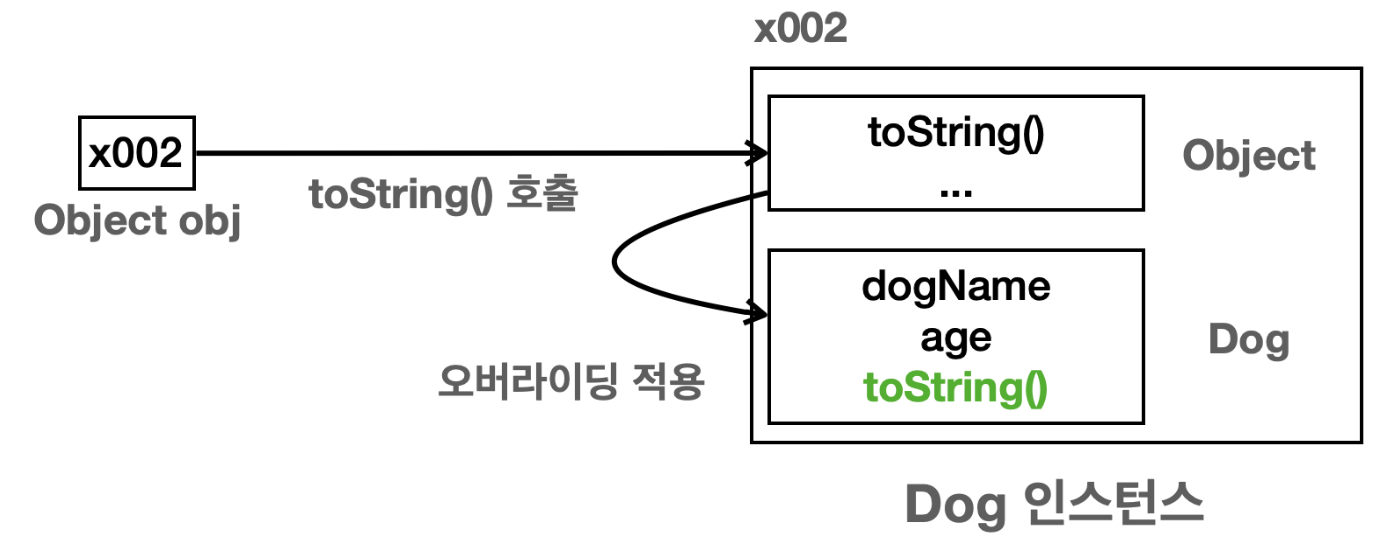 x002
x002
Object obj
toString() 호출
toString()
...
Object
오버라이딩 적용
dogName
age
toString()
Dog
Dog 인스턴스